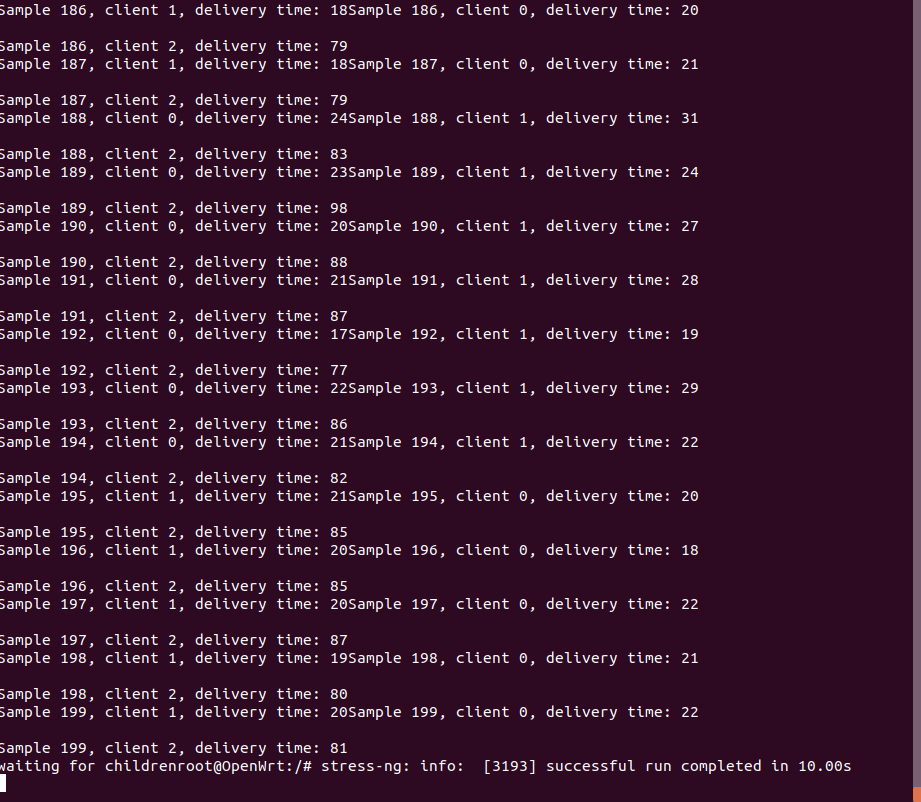 Sample 186, client 1, delivery time: 18Sample 186, client 0, delivery time: 20
Sample 186, client 2, delivery time: 79
Sample 187, client 1, delivery time: 18Sample 187, client 0, delivery time: 21
Sample 187, client 2, delivery time: 79
Sample 188, client 0, delivery time: 24Sample 188, client 1, delivery time: 31
Sample 188, client 2, delivery time: 83
Sample 189, client 0, delivery time: 23Sample 189, client 1, delivery time: 24
Sample 189, client 2, delivery time: 98
Sample 190, client 0, delivery time: 20Sample 190, client 1, delivery time: 27
Sample 190, client 2, delivery time: 88
Sample 191, client 0, delivery time: 21Sample 191, client 1, delivery time: 28
Sample 191, client 2, delivery time: 87
Sample 192, client 0, delivery time: 17Sample 192, client 1, delivery time: 19
Sample 192, client 2, delivery time: 77
Sample 193, client 0, delivery time: 22Sample 193, client 1, delivery time: 29
Sample 193, client 2, delivery time: 86
Sample 194, client 0, delivery time: 21Sample 194, client 1, delivery time: 22
Sample 194, client 2, delivery time: 82
Sample 195, client 1, delivery time: 21Sample 195, client 0, delivery time: 20
Sample 195, client 2, delivery time: 85
Sample 196, client 1, delivery time: 20Sample 196, client 0, delivery time: 18
Sample 196, client 2, delivery time: 85
Sample 197, client 1, delivery time: 20Sample 197, client 0, delivery time: 22
Sample 197, client 2, delivery time: 87
Sample 198, client 1, delivery time: 19Sample 198, client 0, delivery time: 21
Sample 198, client 2, delivery time: 80
Sample 199, client 1, delivery time: 20Sample 199, client 0, delivery time: 22
Sample 199, client 2, delivery time: 81
waiting for childrenroot@OpenWrt:/# stress-ng: info:  [3193] successful run completed in 10.00s